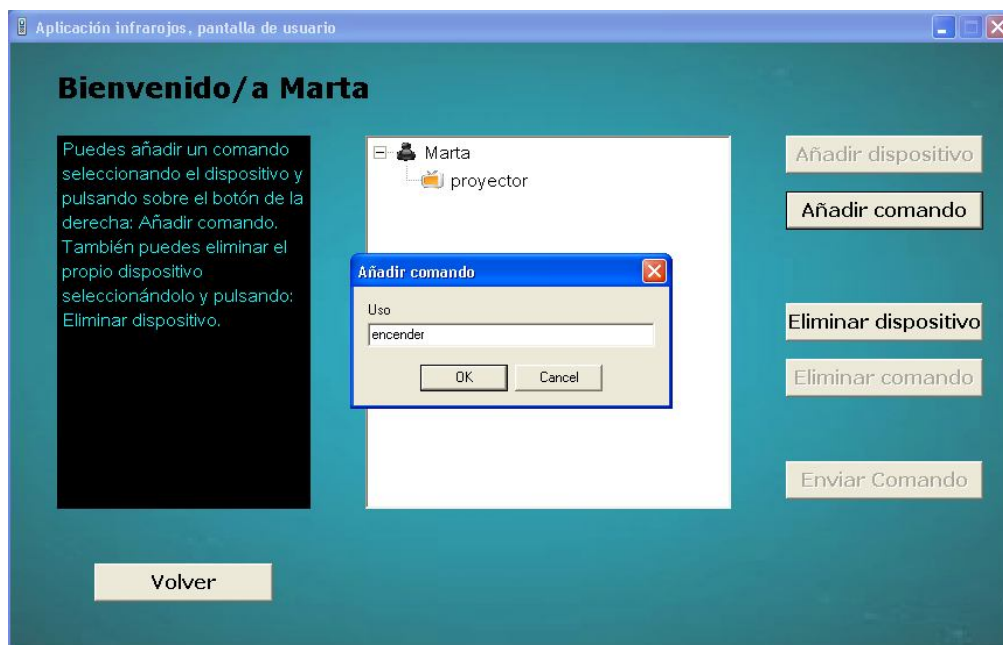 Aplicación infrarojos, pantalla de usuario
Bienvenido/a Marta
Puedes añadir un comando
seleccionando el dispositivo y
pulsando sobre el botón de la
derecha: Añadir comando.
También puedes eliminar el
propio dispositivo
seleccionándolo y pulsando:
Eliminar dispositivo.
Marta
proyector
Añadir comando
Uso
encender
OK
Cancel
Añadir dispositivo
Añadir comando
Eliminar dispositivo
Eliminar comando
Enviar Comando
Volver